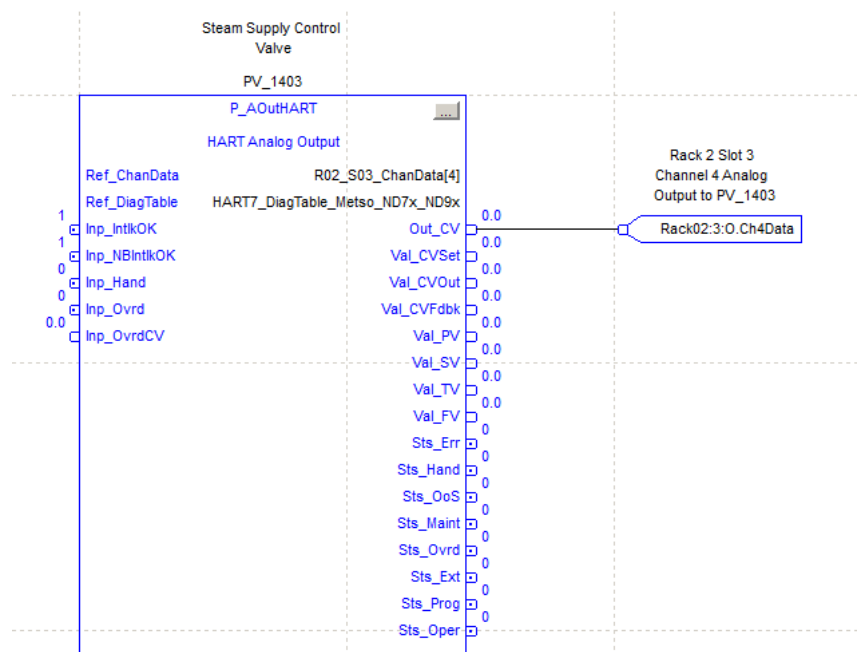 Steam Supply Control
Valve
PV_1403
P_AOutHART
...
HART Analog Output
Ref_ChanData R02_S03_ChanData[4]
Ref_DiagTable HART7_DiagTable_Metso_ND7x_ND9x
1 Inp_IntlkOK Out_CV 0.0
1 Inp_NBIntlkOK Val_CVSet 0.0
0 Inp_Hand Val_CVOut 0.0
0 Inp_Ovrd Val_CVFdbk 0.0
0.0 Inp_OvrdCV Val_PV 0.0
Val_SV 0.0
Val_TV 0.0
Val_FV 0.0
Sts_Err 0
Sts_Hand 0
Sts_OoS 0
Sts_Maint 0
Sts_Ovrd 0
Sts_Ext 0
Sts_Prog 0
Sts_Oper 0
Rack 2 Slot 3
Channel 4 Analog
Output to PV_1403
Rack02:3:O.Ch4Data